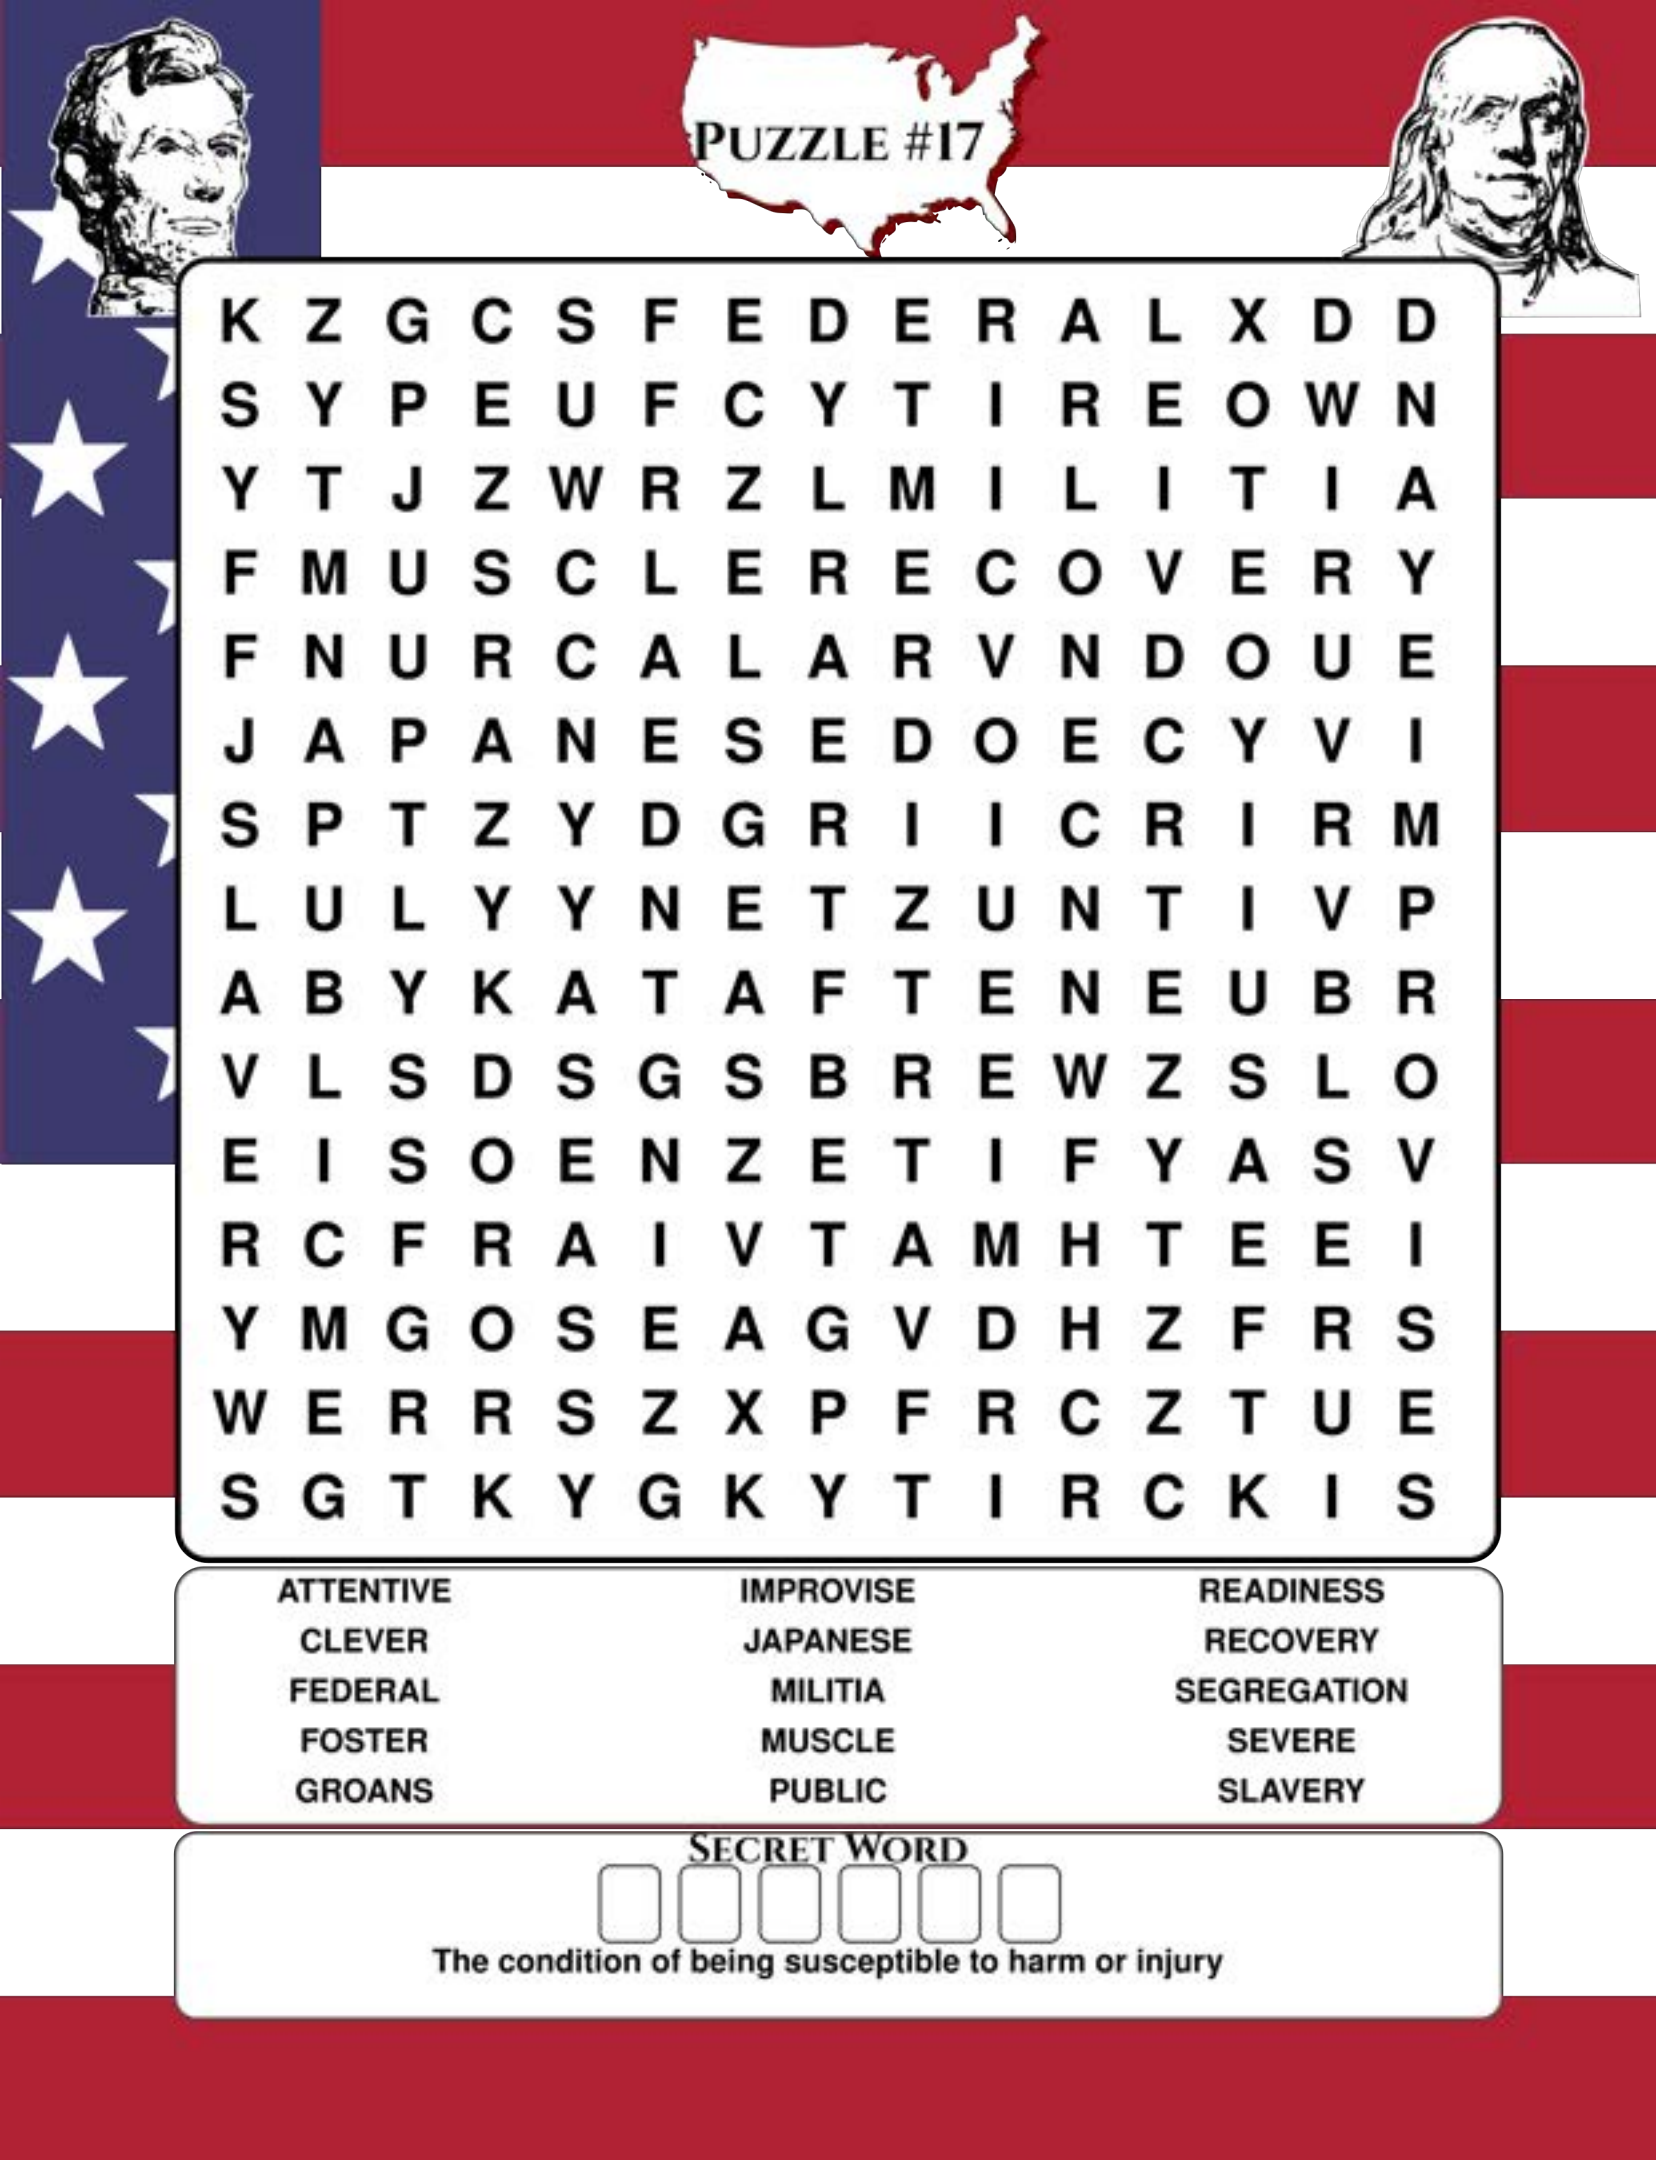 PUZZLE #17
K Z G C S F E D E R A L X D D
S Y P E U F C Y T I R E O W N
Y T J Z W R Z L M I L I T I A
F M U S C L E R E C O V E R Y
F N U R C A L A R V N D O U E
J A P A N E S E D O E C Y V I
S P T Z Y D G R I I C R I R M
L U L Y Y N E T Z U N T I V P
A B Y K A T A F T E N E U B R
V L S D S G S B R E W Z S L O
E I S O E N Z E T I F Y A S V
R C F R A I V T A M H T E E I
Y M G O S E A G V D H Z F R S
W E R R S Z X P F R C Z T U E
S G T K Y G K Y T I R C K I S
ATTENTIVE IMPROVISE READINESS
CLEVER JAPANESE RECOVERY
FEDERAL MILITIA SEGREGATION
FOSTER MUSCLE SEVERE
GROANS PUBLIC SLAVERY
SECRET WORD
The condition of being susceptible to harm or injury